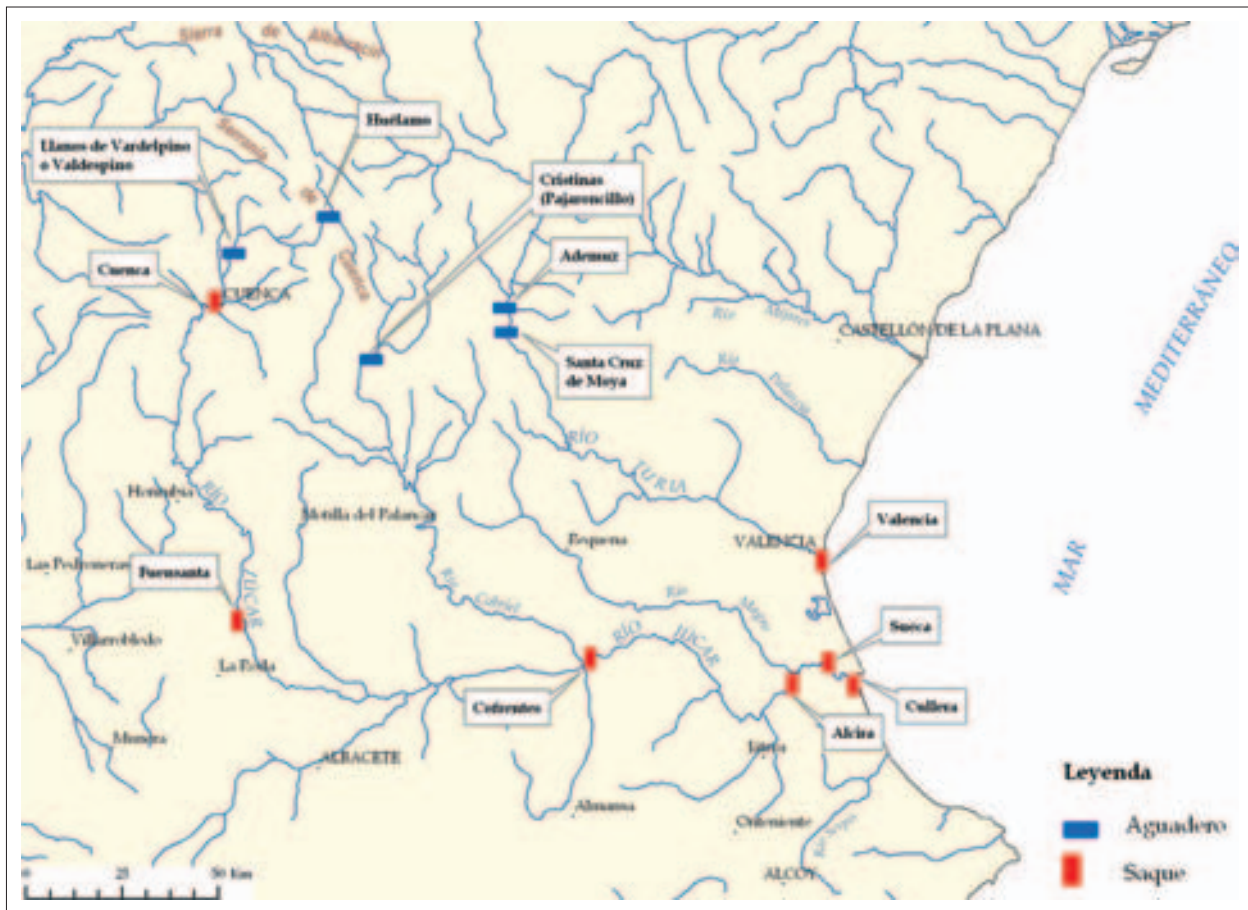 Sierra de Albarracín
Huélamo
Serranía de Cuenca
Llanos de Vardelpino
o Valdespino
Cristinas
(Pajaroncillo)
Cuenca
CUENCA
Ademuz
Santa Cruz
de Moya
Río Mijares
CASTELLÓN DE LA PLANA
MAR MEDITERRÁNEO
Río Palancia
RÍO TURIA
Honrubia
RÍO JÚCAR
Motilla del Palancar
Requena
VALENCIA
Valencia
Las Pedroneras
Fuensanta
Río Cabriel
Río Magro
Sueca
Villarrobledo
La Roda
RÍO JÚCAR
Cofrentes
Cullera
Alcira
Munera
ALBACETE
Játiva
Almansa
Onteniente
Río Serpis
ALCOY
Leyenda
Aguadero
Saque
0 25 50 Km